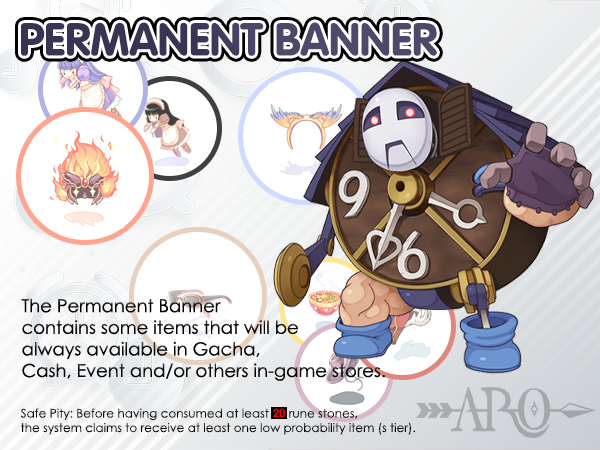 PERMANENT BANNER
9
6
The Permanent Banner
contains some items that will be
always available in Gacha,
Cash, Event and/or others in-game stores.
Safe Pity: Before having consumed at least 20 rune stones,
the system claims to receive at least one low probability item (s tier).
ARO